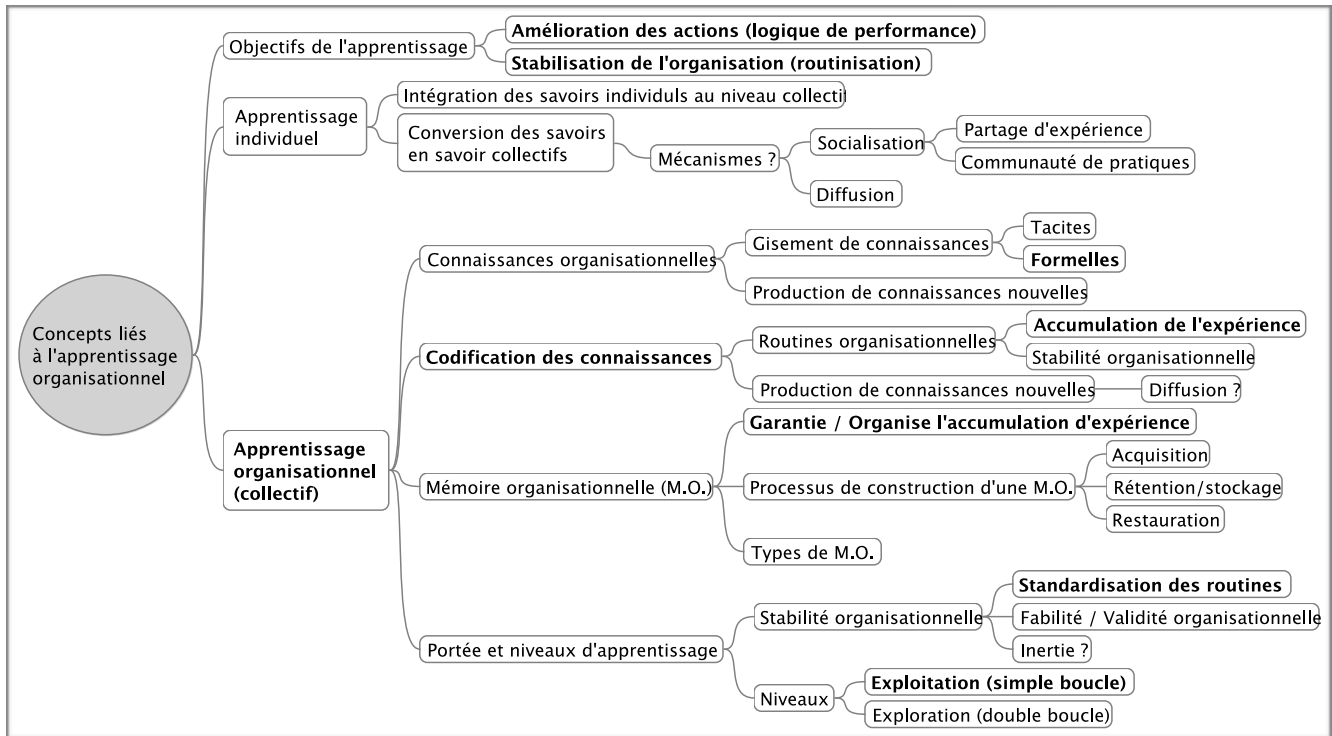 Objectifs de l'apprentissage
Amélioration des actions (logique de performance)
Stabilisation de l'organisation (routinisation)
Apprentissage
individuel
Intégration des savoirs individuls au niveau collectif
Conversion des savoirs
en savoir collectifs
Mécanismes ?
Socialisation
Partage d'expérience
Communauté de pratiques
Diffusion
Concepts liés
à l'apprentissage
organisationnel
Apprentissage
organisationnel
(collectif)
Connaissances organisationnelles
Gisement de connaissances
Tacites
Formelles
Production de connaissances nouvelles
Codification des connaissances
Routines organisationnelles
Accumulation de l'expérience
Stabilité organisationnelle
Production de connaissances nouvelles
Diffusion ?
Mémoire organisationnelle (M.O.)
Garantie / Organise l'accumulation d'expérience
Processus de construction d'une M.O.
Acquisition
Rétention/stockage
Restauration
Types de M.O.
Portée et niveaux d'apprentissage
Stabilité organisationnelle
Standardisation des routines
Fabilité / Validité organisationnelle
Inertie ?
Niveaux
Exploitation (simple boucle)
Exploration (double boucle)